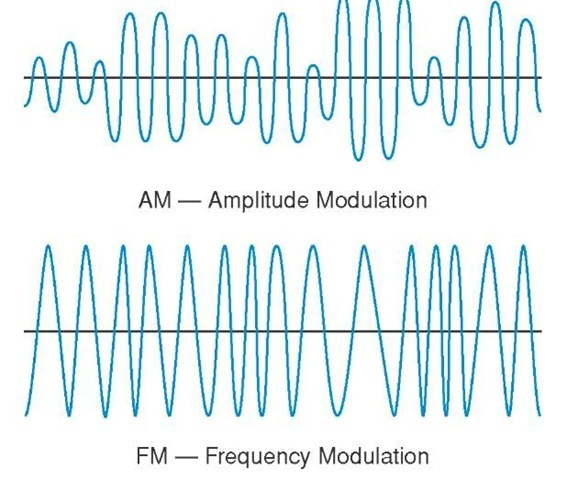 AM — Amplitude Modulation
FM — Frequency Modulation